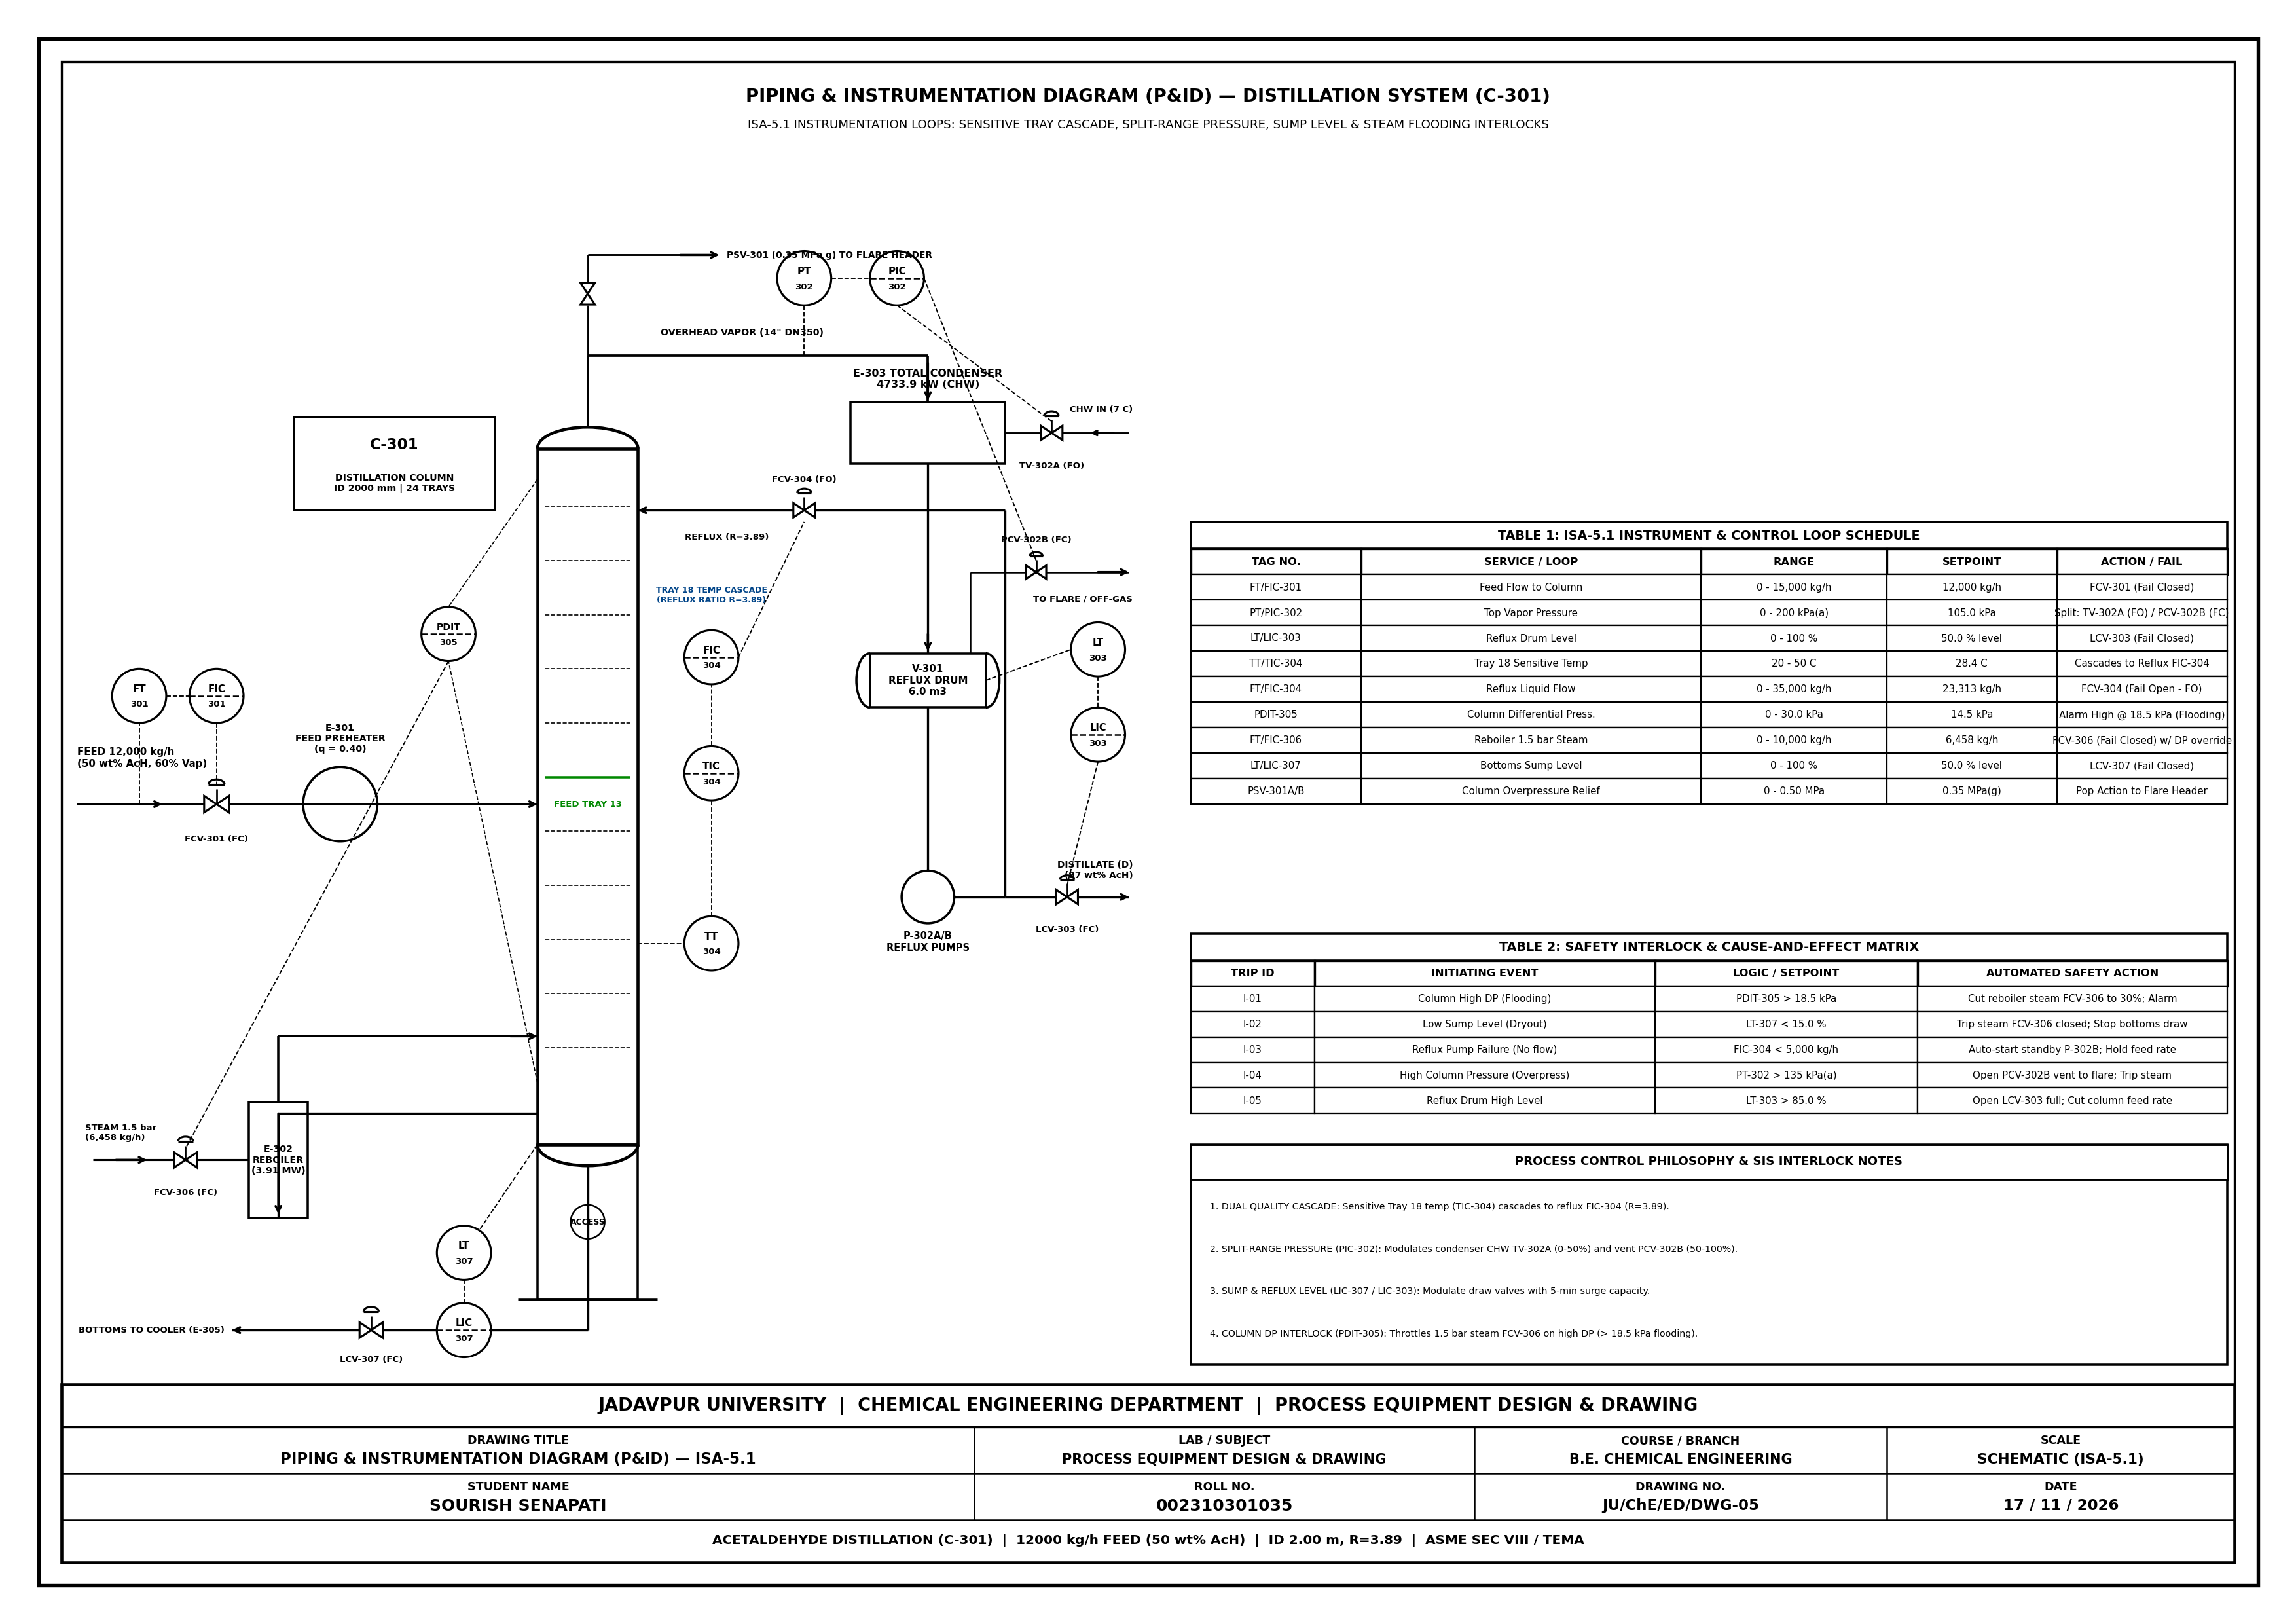 PIPING & INSTRUMENTATION DIAGRAM (P&ID) — DISTILLATION SYSTEM (C-301)
ISA-5.1 INSTRUMENTATION LOOPS: SENSITIVE TRAY CASCADE, SPLIT-RANGE PRESSURE, SUMP LEVEL & STEAM FLOODING INTERLOCKS
PSV-301 (0.35 MPa g) TO FLARE HEADER
PT
302
PIC
302
OVERHEAD VAPOR (14" DN350)
E-303 TOTAL CONDENSER
4733.9 kW (CHW)
CHW IN (7 C)
TV-302A (FO)
C-301
DISTILLATION COLUMN
ID 2000 mm | 24 TRAYS
FCV-304 (FO)
REFLUX (R=3.89)
PCV-302B (FC)
TO FLARE / OFF-GAS
TRAY 18 TEMP CASCADE
(REFLUX RATIO R=3.89)
PDIT
305
FIC
304
LT
303
V-301
REFLUX DRUM
6.0 m3
FT
301
FIC
301
LIC
303
E-301
FEED PREHEATER
(q = 0.40)
FEED 12,000 kg/h
(50 wt% AcH, 60% Vap)
TIC
304
FEED TRAY 13
FCV-301 (FC)
DISTILLATE (D)
(97 wt% AcH)
LCV-303 (FC)
P-302A/B
REFLUX PUMPS
TT
304
STEAM 1.5 bar
(6,458 kg/h)
E-302
REBOILER
(3.91 MW)
FCV-306 (FC)
ACCESS
LT
307
LIC
307
BOTTOMS TO COOLER (E-305)
LCV-307 (FC)
TABLE 1: ISA-5.1 INSTRUMENT & CONTROL LOOP SCHEDULE
TAG NO. SERVICE / LOOP RANGE SETPOINT ACTION / FAIL
FT/FIC-301 Feed Flow to Column 0 - 15,000 kg/h 12,000 kg/h FCV-301 (Fail Closed)
PT/PIC-302 Top Vapor Pressure 0 - 200 kPa(a) 105.0 kPa Split: TV-302A (FO) / PCV-302B (FC)
LT/LIC-303 Reflux Drum Level 0 - 100 % 50.0 % level LCV-303 (Fail Closed)
TT/TIC-304 Tray 18 Sensitive Temp 20 - 50 C 28.4 C Cascades to Reflux FIC-304
FT/FIC-304 Reflux Liquid Flow 0 - 35,000 kg/h 23,313 kg/h FCV-304 (Fail Open - FO)
PDIT-305 Column Differential Press. 0 - 30.0 kPa 14.5 kPa Alarm High @ 18.5 kPa (Flooding)
FT/FIC-306 Reboiler 1.5 bar Steam 0 - 10,000 kg/h 6,458 kg/h FCV-306 (Fail Closed) w/ DP override
LT/LIC-307 Bottoms Sump Level 0 - 100 % 50.0 % level LCV-307 (Fail Closed)
PSV-301A/B Column Overpressure Relief 0 - 0.50 MPa 0.35 MPa(g) Pop Action to Flare Header
TABLE 2: SAFETY INTERLOCK & CAUSE-AND-EFFECT MATRIX
TRIP ID INITIATING EVENT LOGIC / SETPOINT AUTOMATED SAFETY ACTION
I-01 Column High DP (Flooding) PDIT-305 > 18.5 kPa Cut reboiler steam FCV-306 to 30%; Alarm
I-02 Low Sump Level (Dryout) LT-307 < 15.0 % Trip steam FCV-306 closed; Stop bottoms draw
I-03 Reflux Pump Failure (No flow) FIC-304 < 5,000 kg/h Auto-start standby P-302B; Hold feed rate
I-04 High Column Pressure (Overpress) PT-302 > 135 kPa(a) Open PCV-302B vent to flare; Trip steam
I-05 Reflux Drum High Level LT-303 > 85.0 % Open LCV-303 full; Cut column feed rate
PROCESS CONTROL PHILOSOPHY & SIS INTERLOCK NOTES
1. DUAL QUALITY CASCADE: Sensitive Tray 18 temp (TIC-304) cascades to reflux FIC-304 (R=3.89).
2. SPLIT-RANGE PRESSURE (PIC-302): Modulates condenser CHW TV-302A (0-50%) and vent PCV-302B (50-100%).
3. SUMP & REFLUX LEVEL (LIC-307 / LIC-303): Modulate draw valves with 5-min surge capacity.
4. COLUMN DP INTERLOCK (PDIT-305): Throttles 1.5 bar steam FCV-306 on high DP (> 18.5 kPa flooding).
JADAVPUR UNIVERSITY | CHEMICAL ENGINEERING DEPARTMENT | PROCESS EQUIPMENT DESIGN & DRAWING
DRAWING TITLE LAB / SUBJECT COURSE / BRANCH SCALE
PIPING & INSTRUMENTATION DIAGRAM (P&ID) — ISA-5.1 PROCESS EQUIPMENT DESIGN & DRAWING B.E. CHEMICAL ENGINEERING SCHEMATIC (ISA-5.1)
STUDENT NAME ROLL NO. DRAWING NO. DATE
SOURISH SENAPATI 002310301035 JU/ChE/ED/DWG-05 17 / 11 / 2026
ACETALDEHYDE DISTILLATION (C-301) | 12000 kg/h FEED (50 wt% AcH) | ID 2.00 m, R=3.89 | ASME SEC VIII / TEMA